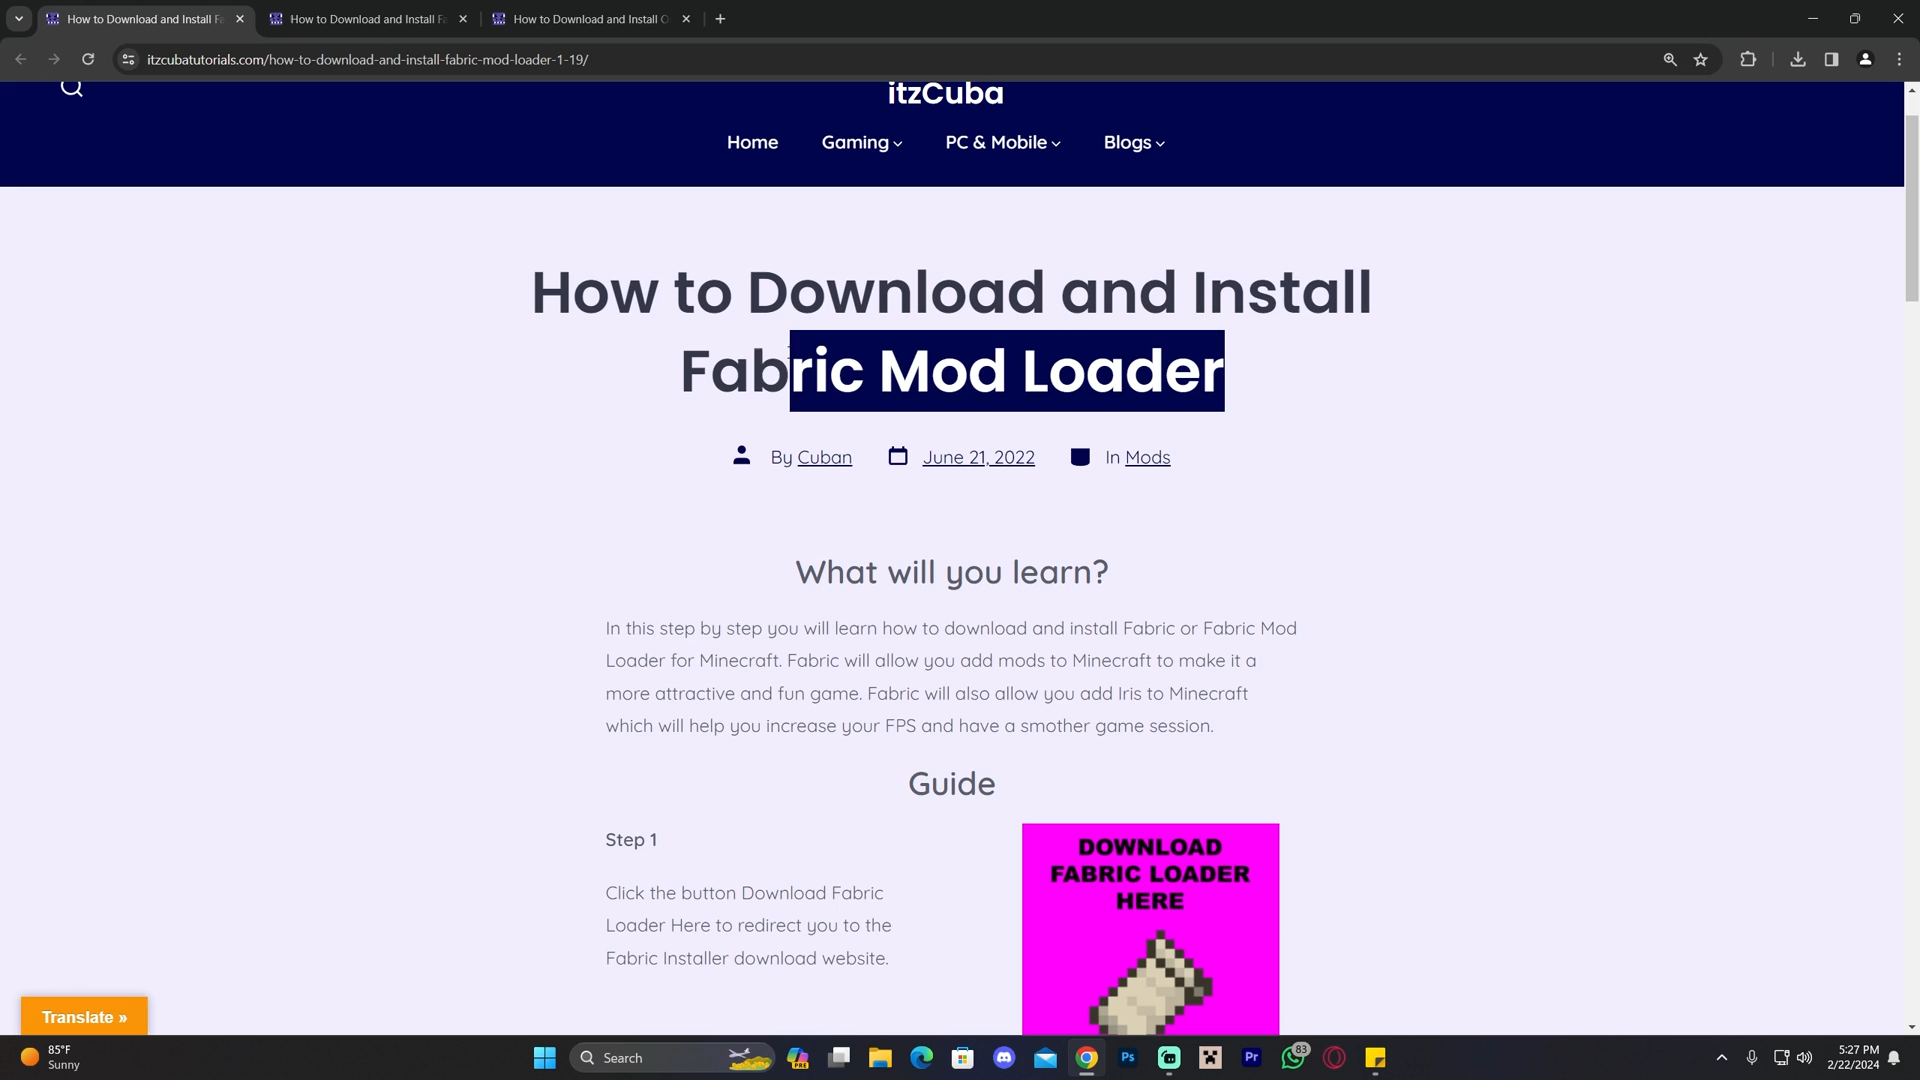 How to Download and Install Fa
How to Download and Install Fa
How to Download and Install O
itzcubatutorials.com/how-to-download-and-install-fabric-mod-loader-1-19/
itzCuba
Home
Gaming
PC & Mobile
Blogs
How to Download and Install
Fabric Mod Loader
By Cuban
June 21, 2022
In Mods
What will you learn?
In this step by step you will learn how to download and install Fabric or Fabric Mod
Loader for Minecraft. Fabric will allow you add mods to Minecraft to make it a
more attractive and fun game. Fabric will also allow you add Iris to Minecraft
which will help you increase your FPS and have a smother game session.
Guide
Step 1
Click the button Download Fabric
Loader Here to redirect you to the
Fabric Installer download website.
DOWNLOAD
FABRIC LOADER
HERE
Translate »
85°F
Sunny
Search
PRE
Ps
Pr
83
5:27 PM
2/22/2024